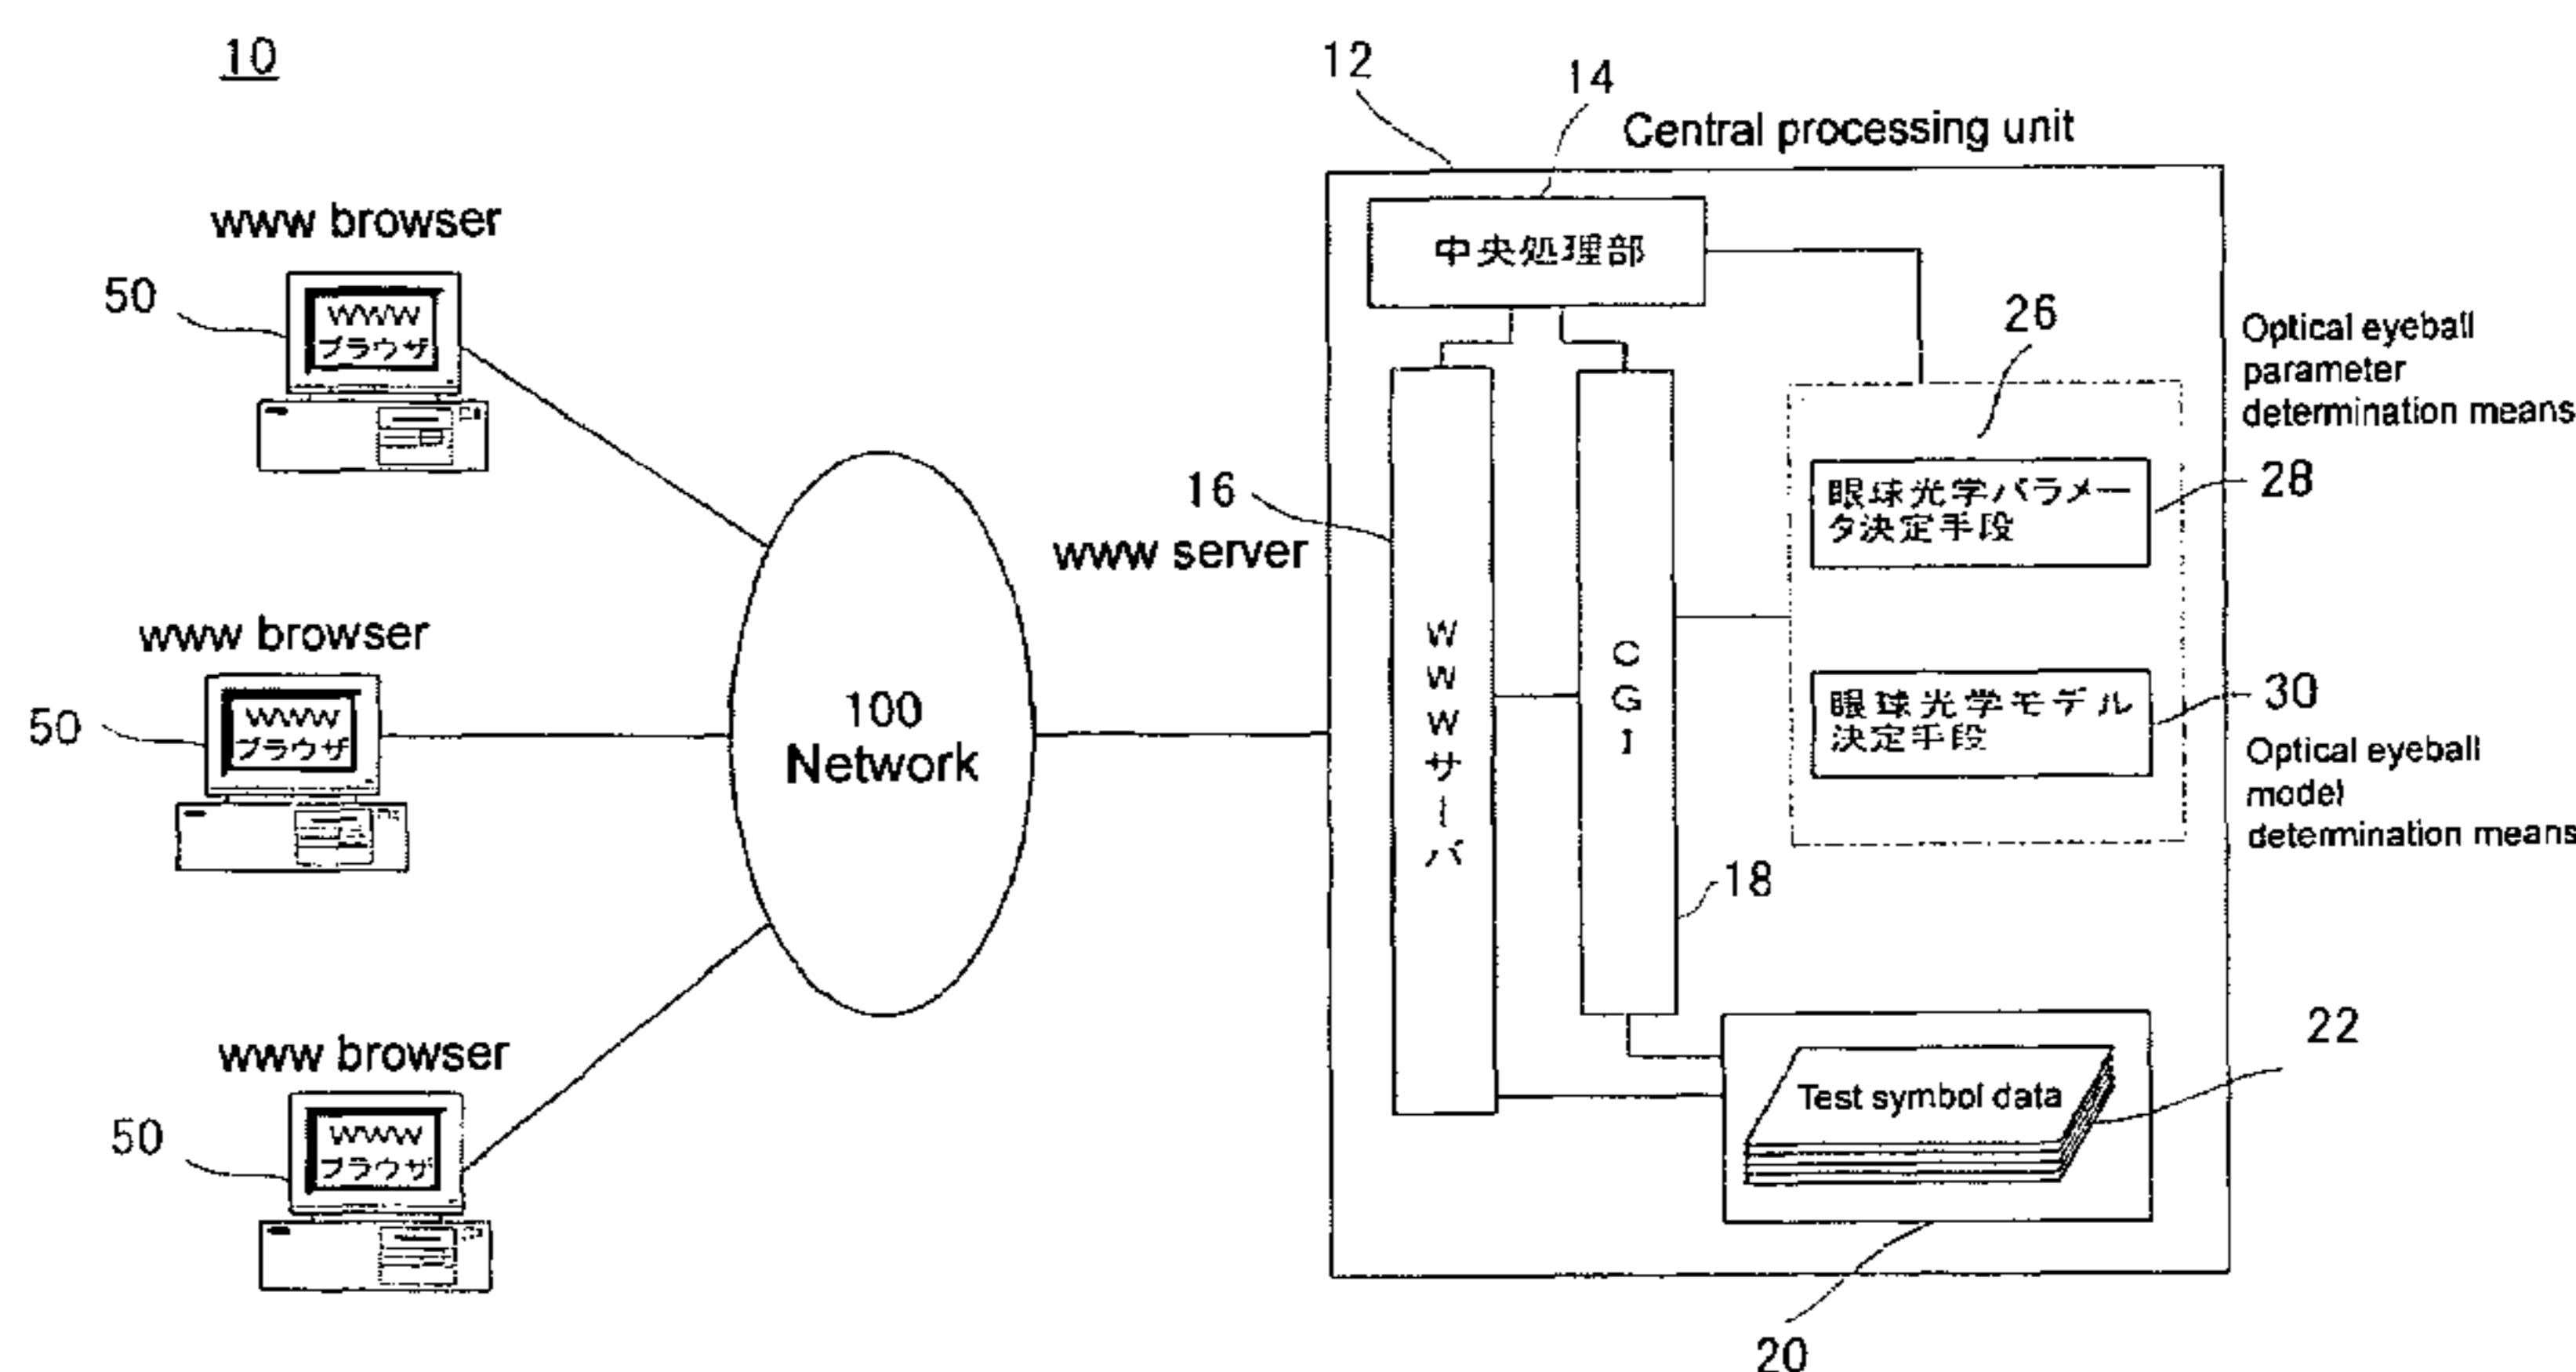 10
12
14
Central processing unit
www browser
50
WWW
ブラウザ
中央処理部
26
Optical eyeball
parameter
determination means
眼球光学パラメー
タ決定手段
28
16
www server
www browser
50
WWW
ブラウザ
100
Network
WWWサーバ
CGI
眼球光学モデル
決定手段
30
Optical eyeball
model
determination means
18
www browser
50
WWW
ブラウザ
Test symbol data
22
20